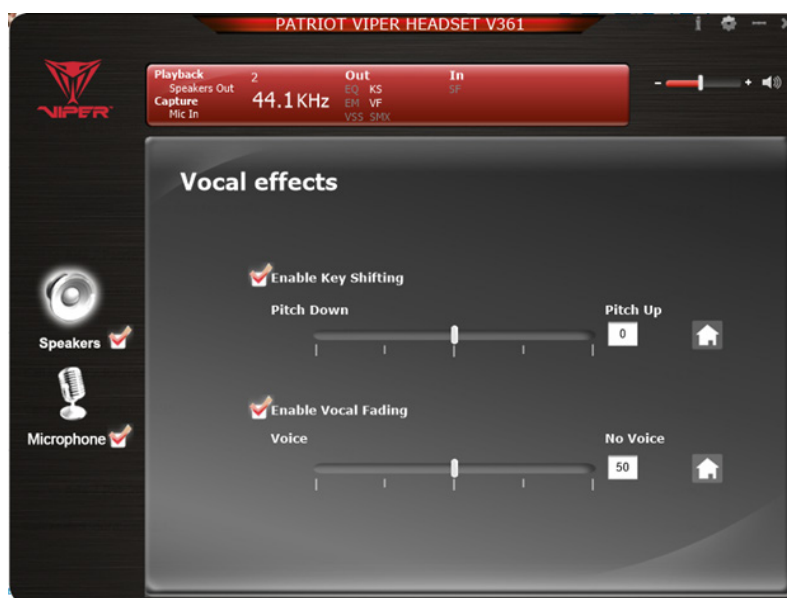 PATRIOT VIPER HEADSET V361
VIPER
Playback 2 Out In
Speakers Out EQ KS SF
Capture 44.1KHz EM VF
Mic In VSS SMX
- +
Vocal effects
Enable Key Shifting
Pitch Down Pitch Up
0
Speakers
Enable Vocal Fading
Microphone
Voice No Voice
50